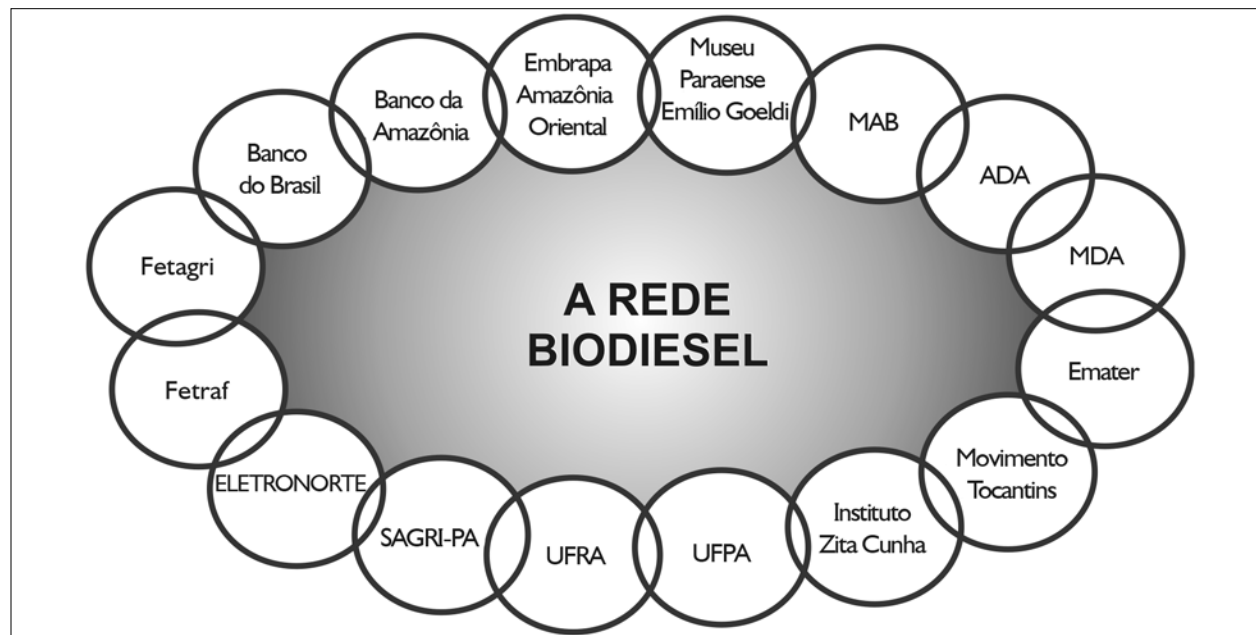 Museu
Paraense
Emílio Goeldi
Embrapa
Amazônia
Oriental
Banco da
Amazônia
MAB
Banco
do Brasil
ADA
Fetagri
MDA
A REDE
BIODIESEL
Fetraf
Emater
ELETRONORTE
Movimento
Tocantins
SAGRI-PA
UFRA
UFPA
Instituto
Zita Cunha